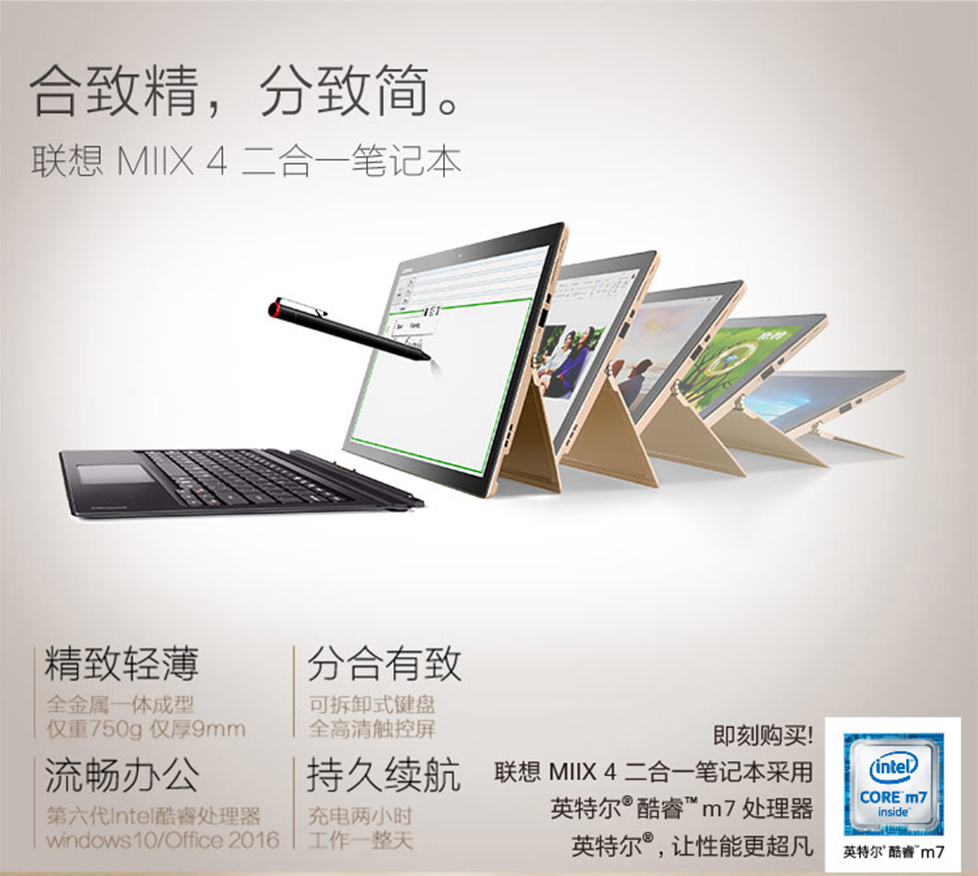 合致精，分致简。
联想 MIIX 4 二合一笔记本
精致轻薄
全金属一体成型
仅重750g 仅厚9mm
分合有致
可拆卸式键盘
全高清触控屏
流畅办公
第六代Intel酷睿处理器
windows10/Office 2016
持久续航
充电两小时
工作一整天
即刻购买!
联想 MIIX 4 二合一笔记本采用
英特尔®酷睿™ m7 处理器
英特尔®, 让性能更超凡
intel
CORE m7
inside
英特尔® 酷睿™ m7